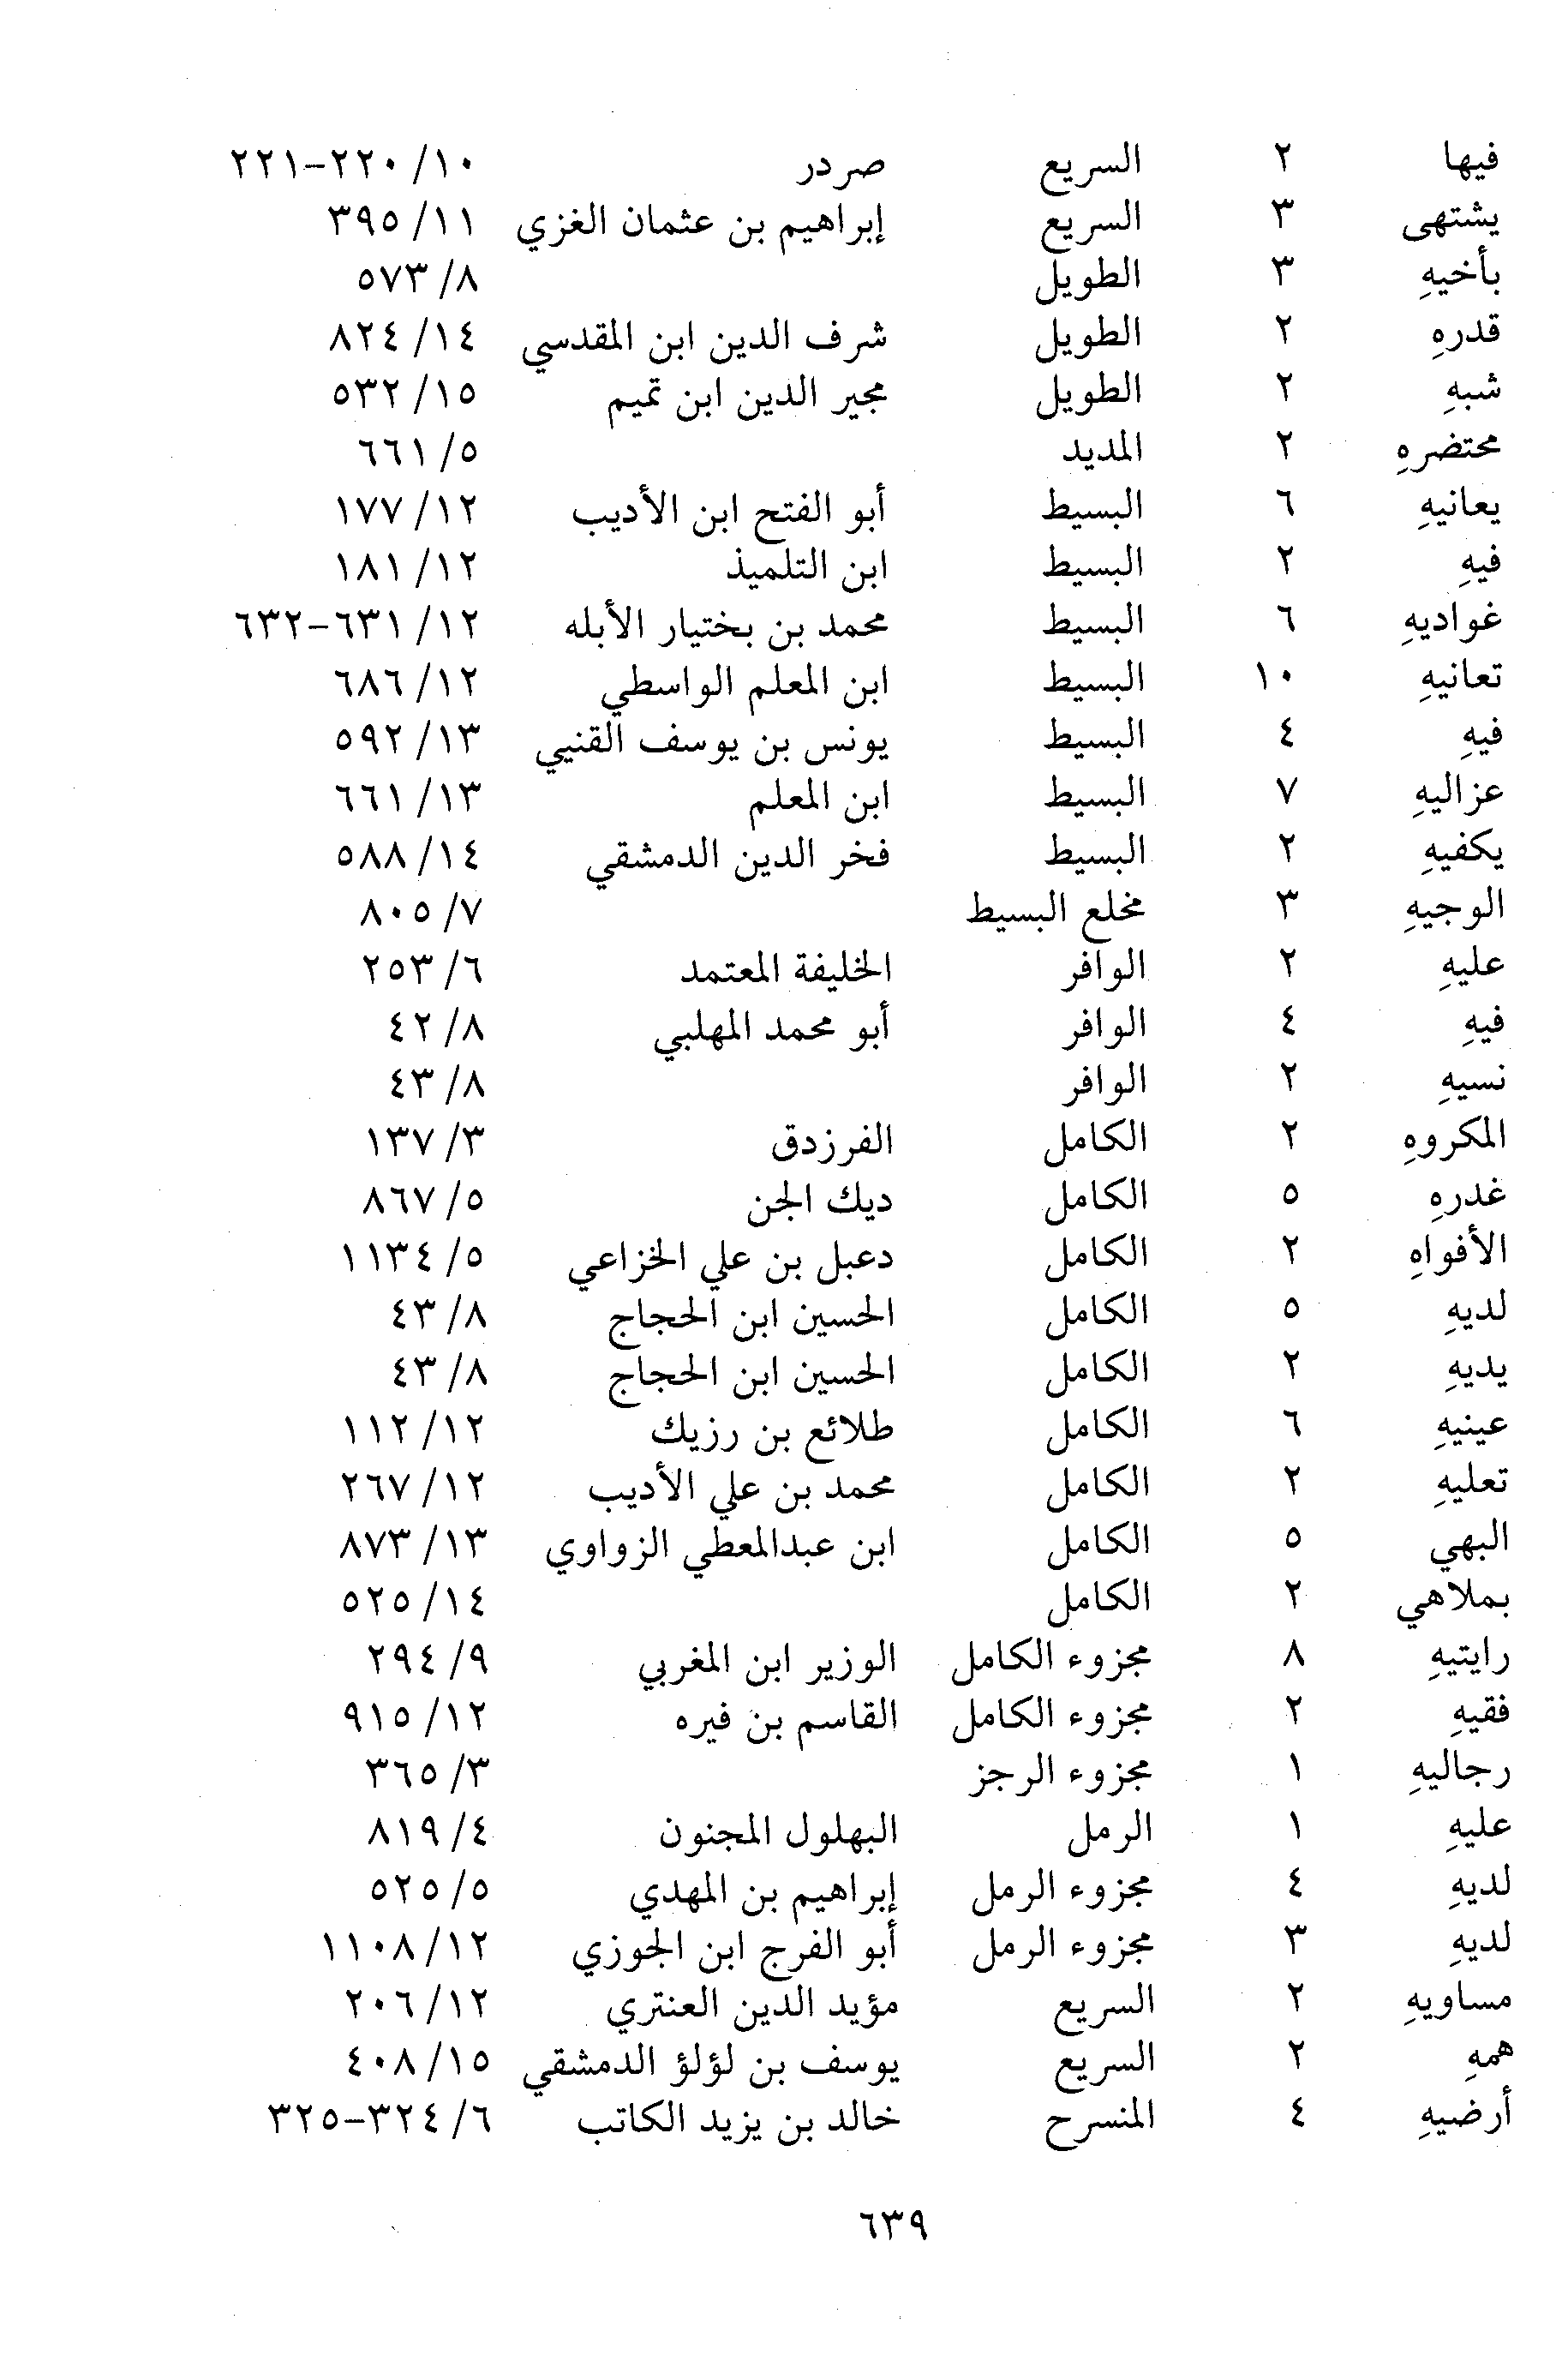 فيها ٢ السريع صردر ١٠/ ٢٢٠-٢٢١
يشتهى ٣ السريع إبراهيم بن عثمان الغزي ١١/ ٣٩٥
بأخيهِ ٣ الطويل ٨/ ٥٧٣
قدرهِ ٢ الطويل شرف الدين ابن المقدسي ١٤/ ٨٢٤
شبهِ ٢ الطويل مجير الدين ابن تميم ١٥/ ٥٣٢
محتضرهِ ٢ المديد ٥/ ٦٦١
يعانيهِ ٦ البسيط أبو الفتح ابن الأديب ١٢/ ١٧٧
فيهِ ٢ البسيط ابن التلميذ ١٢/ ١٨١
غواديهِ ٦ البسيط محمد بن بختيار الأبله ١٢/ ٦٣١-٦٣٢
تعانيهِ ١٠ البسيط ابن المعلم الواسطي ١٢/ ٦٨٦
فيهِ ٤ البسيط يونس بن يوسف القنيي ١٣/ ٥٩٢
عزاليهِ ٧ البسيط ابن المعلم ١٣/ ٦٦١
يكفيهِ ٢ البسيط فخر الدين الدمشقي ١٤/ ٥٨٨
الوجيهِ ٣ مخلع البسيط ٧/ ٨٠٥
عليهِ ٢ الوافر الخليفة المعتمد ٦/ ٢٥٣
فيهِ ٤ الوافر أبو محمد المهلبي ٨/ ٤٢
نسيهِ ٢ الوافر ٨/ ٤٣
المكروهِ ٢ الكامل الفرزدق ٣/ ١٣٧
غدرهِ ٥ الكامل ديك الجن ٥/ ٨٦٧
الأفواهِ ٢ الكامل دعبل بن علي الخزاعي ٥/ ١١٣٤
لديهِ ٥ الكامل الحسين ابن الحجاج ٨/ ٤٣
يديهِ ٢ الكامل الحسين ابن الحجاج ٨/ ٤٣
عينيهِ ٦ الكامل طلائع بن رزيك ١٢/ ١١٢
تعليهِ ٢ الكامل محمد بن علي الأديب ١٢/ ٢٦٧
البهي ٥ الكامل ابن عبدالمعطي الزواوي ١٣/ ٨٧٣
بملاهي ٢ الكامل ١٤/ ٥٢٥
رايتيهِ ٨ مجزوء الكامل الوزير ابن المغربي ٩/ ٢٩٤
فقيهِ ٢ مجزوء الكامل القاسم بن فيره ١٢/ ٩١٥
رجاليهِ ١ مجزوء الرجز ٣/ ٣٦٥
عليهِ ١ الرمل البهلول المجنون ٤/ ٨١٩
لديهِ ٤ مجزوء الرمل إبراهيم بن المهدي ٥/ ٥٢٥
لديهِ ٣ مجزوء الرمل أبو الفرج ابن الجوزي ١٢/ ١١٠٨
مساويهِ ٢ السريع مؤيد الدين العنتري ١٢/ ٢٠٦
همهِ ٢ السريع يوسف بن لؤلؤ الدمشقي ١٥/ ٤٠٨
أرضيهِ ٤ المنسرح خالد بن يزيد الكاتب ٦/ ٣٢٤-٣٢٥
٦٣٩